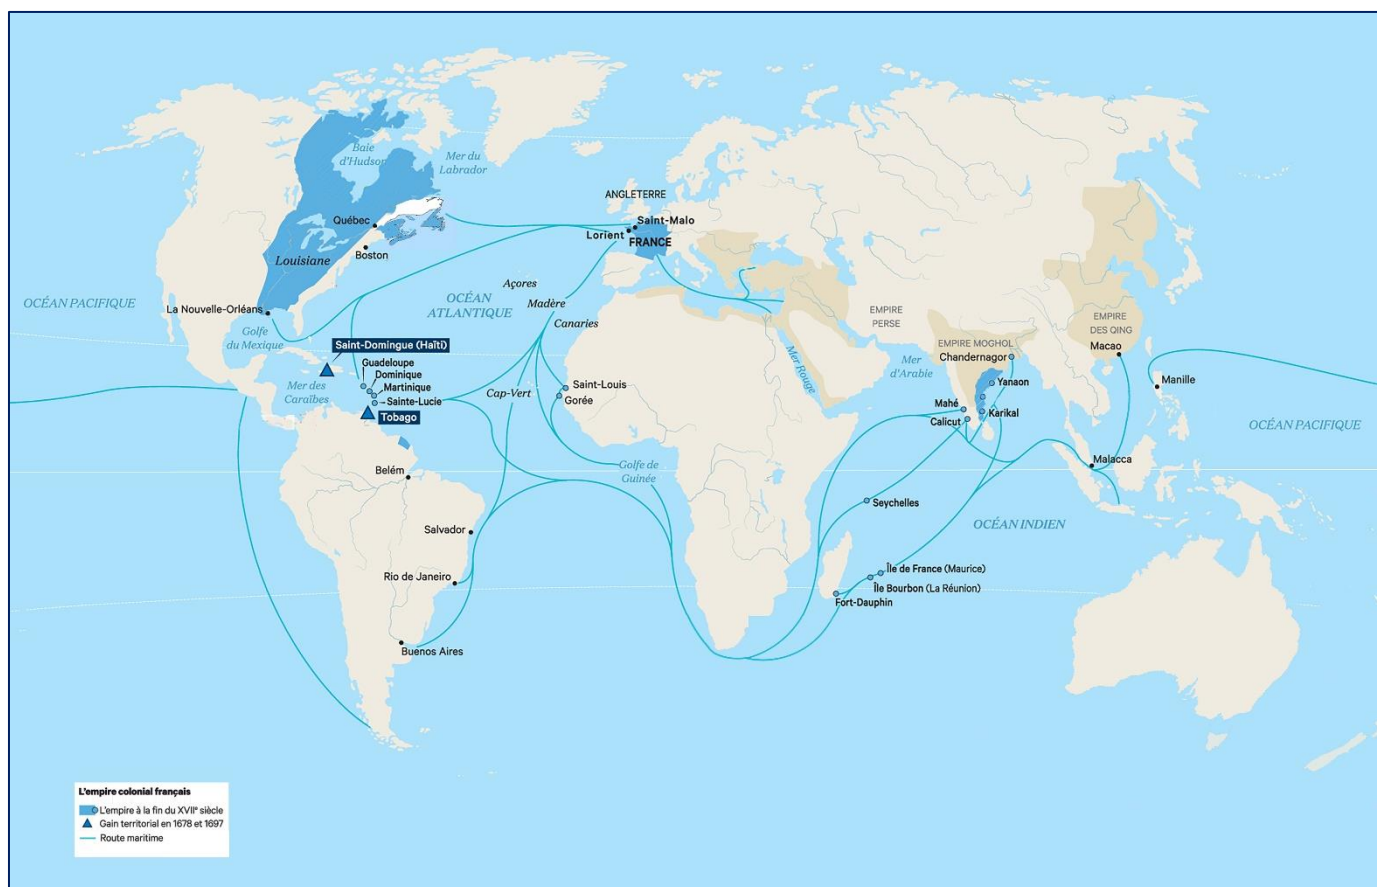 Baie
d'Hudson
Mer du
Labrador
ANGLETERRE
Québec
Saint-Malo
Lorient
FRANCE
Boston
Louisiane
Açores
OCÉAN PACIFIQUE
OCÉAN
ATLANTIQUE
Madère
La Nouvelle-Orléans
Canaries
Golfe
du Mexique
EMPIRE
PERSE
EMPIRE
DES QING
Saint-Domingue (Haïti)
EMPIRE MOGHOL
Macao
Chandernagor
Guadeloupe
Dominique
Martinique
Sainte-Lucie
Tobago
Mer des
Caraïbes
Cap-Vert
Saint-Louis
Gorée
Mer Rouge
Mer
d'Arabie
Yanaon
Mahé
Karikal
Calicut
Manille
OCÉAN PACIFIQUE
Belém
Golfe de
Guinée
Malacca
Seychelles
Salvador
OCÉAN INDIEN
Rio de Janeiro
Île de France (Maurice)
Île Bourbon (La Réunion)
Fort-Dauphin
Buenos Aires
L'empire colonial français
L'empire à la fin du XVIIe siècle
Gain territorial en 1678 et 1697
Route maritime